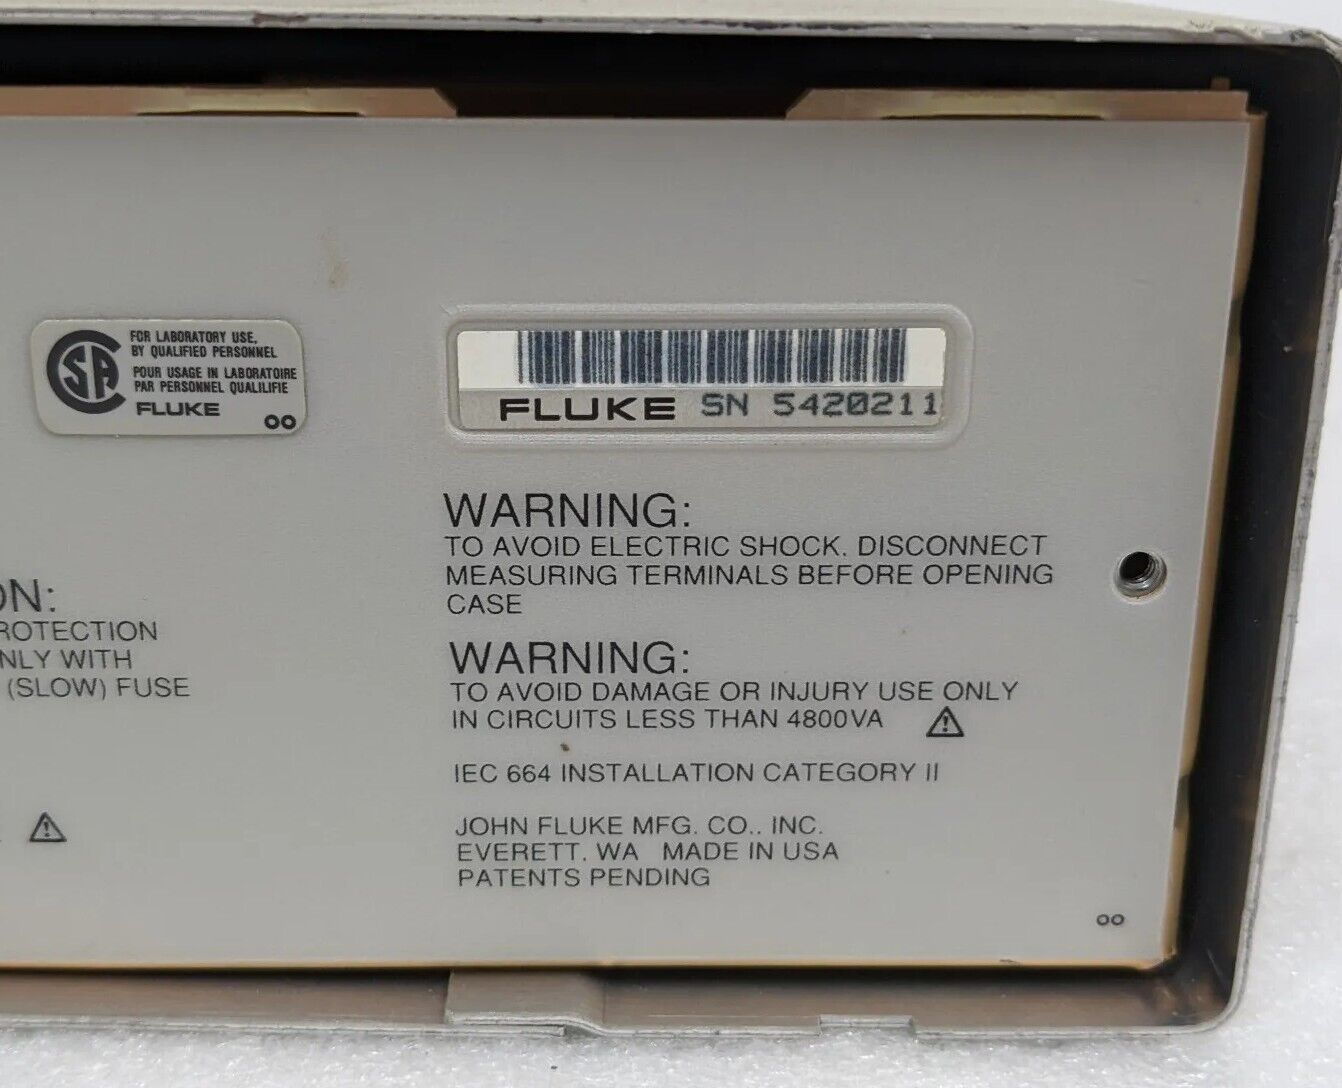 FOR LABORATORY USE,
BY QUALIFIED PERSONNEL
POUR USAGE IN LABORATOIRE
PAR PERSONNEL QUALILIFIE
FLUKE
FLUKE SN 5420211
WARNING:
TO AVOID ELECTRIC SHOCK. DISCONNECT
MEASURING TERMINALS BEFORE OPENING
CASE
WARNING:
TO AVOID DAMAGE OR INJURY USE ONLY
IN CIRCUITS LESS THAN 4800VA
IEC 664 INSTALLATION CATEGORY II
JOHN FLUKE MFG. CO., INC.
EVERETT, WA MADE IN USA
PATENTS PENDING
ON:
ROTECTION
NLY WITH
(SLOW) FUSE